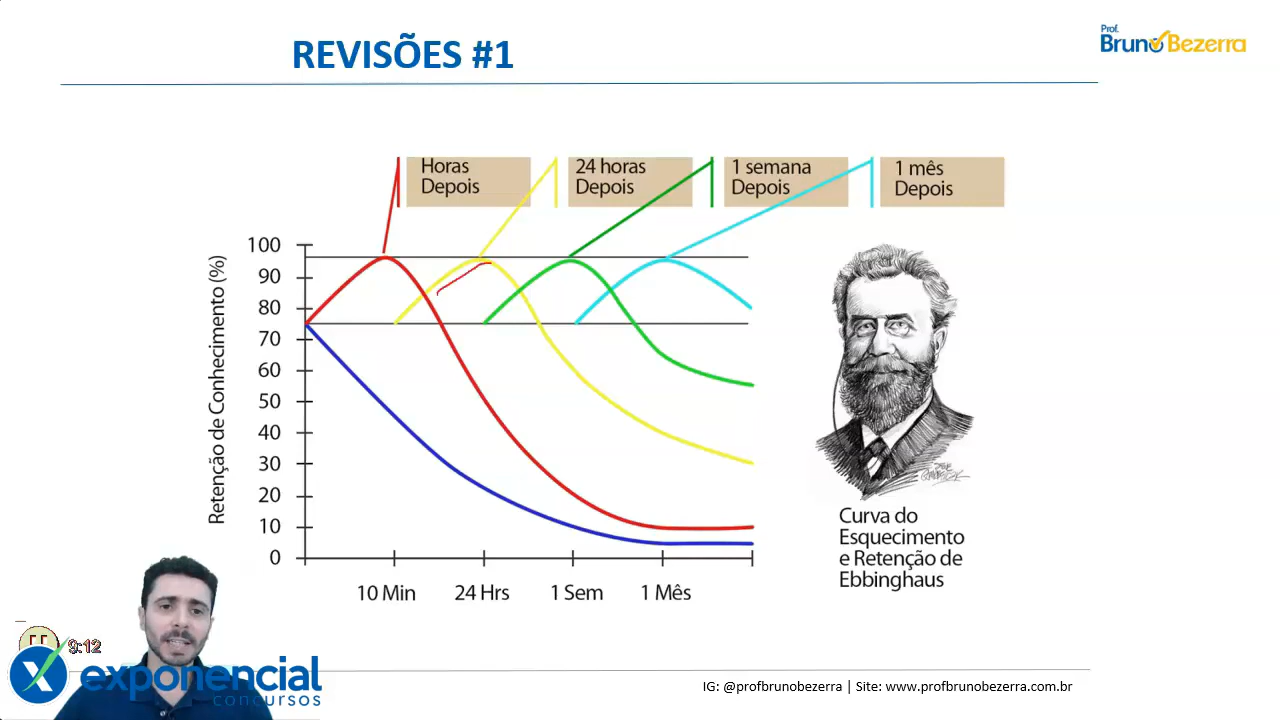 REVISÕES #1
Prof.
Bruno Bezerra
Horas
Depois
24 horas
Depois
1 semana
Depois
1 mês
Depois
Retenção de Conhecimento (%)
100
90
80
70
60
50
40
30
20
10
0
10 Min
24 Hrs
1 Sem
1 Mês
Curva do
Esquecimento
e Retenção de
Ebbinghaus
9:12
exponencial
concursos
IG: @profbrunobezerra | Site: www.profbrunobezerra.com.br